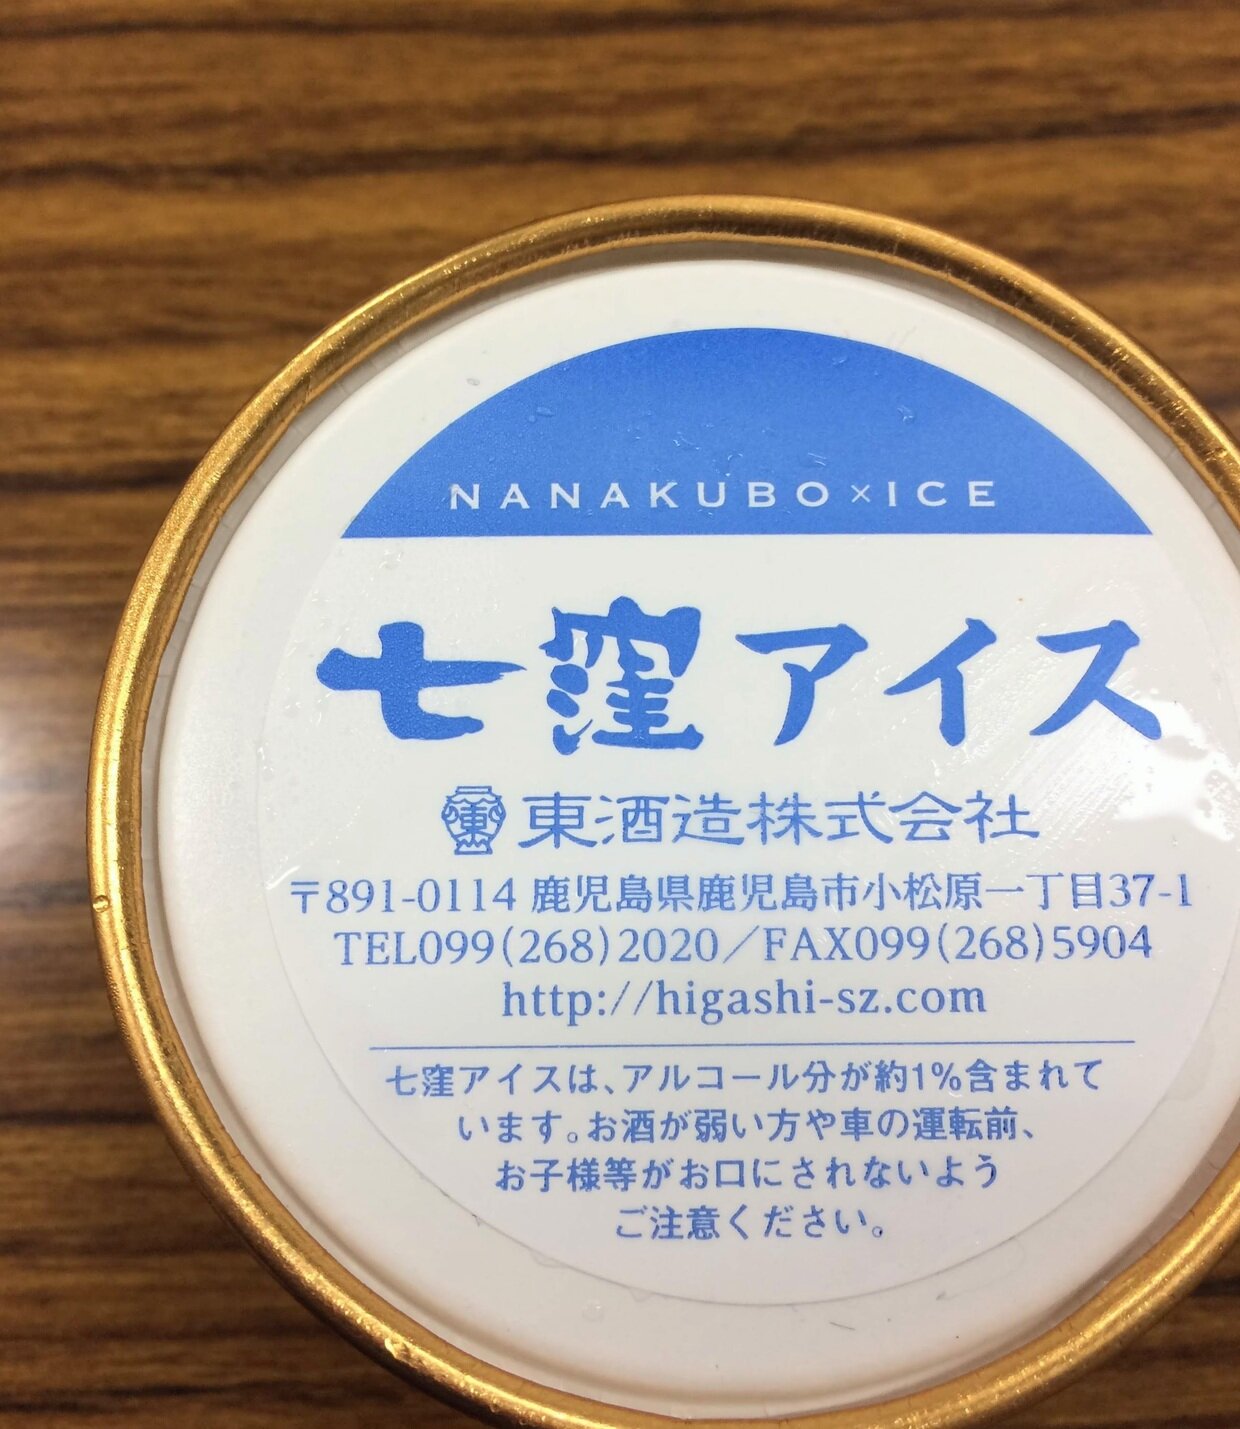 NANAKUBO×ICE
七窪アイス
東 東酒造株式会社
〒891-0114 鹿児島県鹿児島市小松原一丁目37-1
TEL099(268)2020／FAX099(268)5904
http://higashi-sz.com
七窪アイスは、アルコール分が約1%含まれて
います。お酒が弱い方や車の運転前、
お子様等がお口にされないよう
ご注意ください。